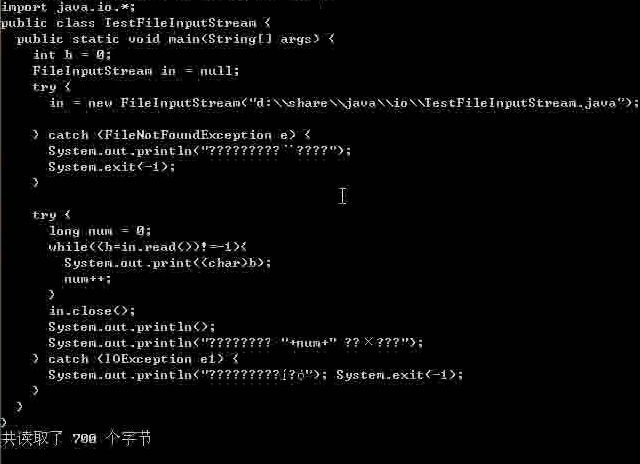 import java.io.*;
public class TestFileInputStream {
  public static void main(String[] args) {
    int b = 0;
    FileInputStream in = null;
    try {
      in = new FileInputStream("d:\\share\\java\\io\\TestFileInputStream.java");
    } catch (FileNotFoundException e) {
      System.out.println("?????????¨????");
      System.exit(-1);
    }
    try {
      long num = 0;
      while((b=in.read())!=-1){
        System.out.print((char)b);
        num++;
      }
      in.close();
      System.out.println();
      System.out.println("???????? "+num+" ??×???");
    } catch (IOException e1) {
      System.out.println("?????????"); System.exit(-1);
    }
  }
}
共读取了 700 个字节